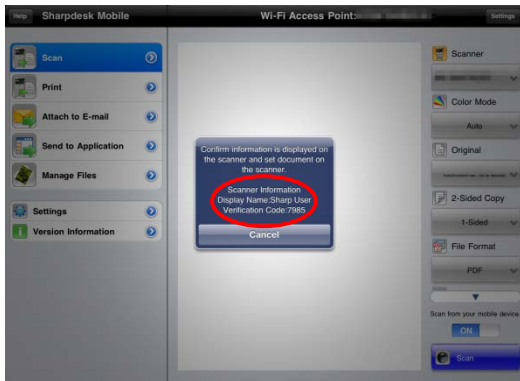 Help
Sharpdesk Mobile
Wi-Fi Access Point:
Settings
Scan
Print
Attach to E-mail
Send to Application
Manage Files
Settings
Version Information
Confirm information is displayed on
the scanner and set document on
the scanner.
Scanner Information
Display Name:Sharp User
Verification Code:7985
Cancel
Scanner
Color Mode
Auto
Original
2-Sided Copy
1-Sided
File Format
PDF
Scan from your mobile device
ON
Scan